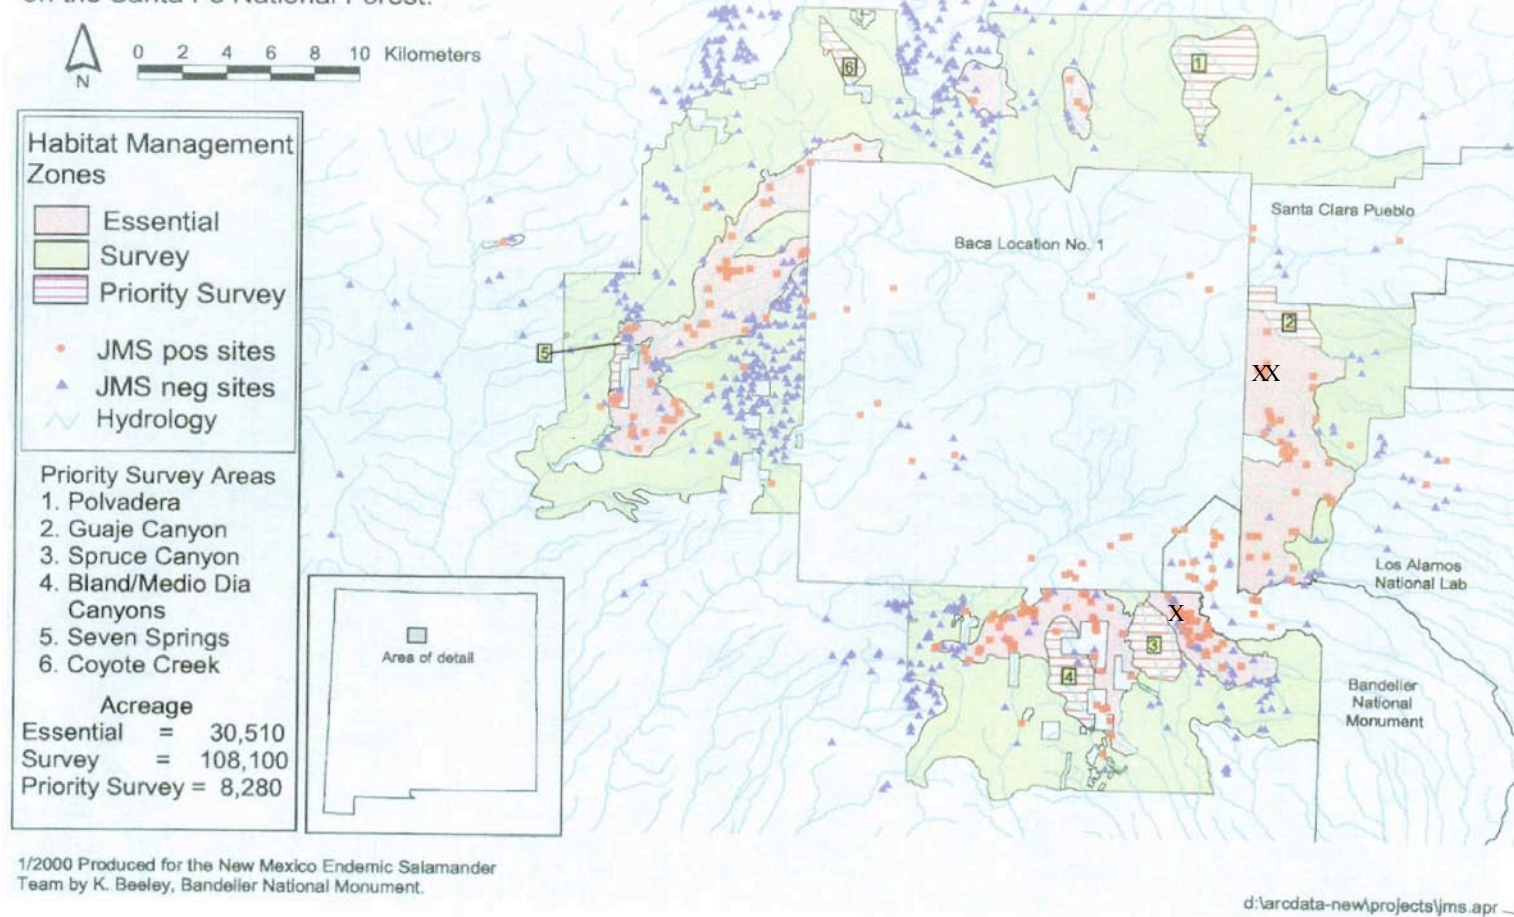 0 2 4 6 8 10 Kilometers
N
Habitat Management
Zones
Essential
Survey
Priority Survey
JMS pos sites
JMS neg sites
Hydrology
Priority Survey Areas
1. Polvadera
2. Guaje Canyon
3. Spruce Canyon
4. Bland/Medio Dia
Canyons
5. Seven Springs
6. Coyote Creek
Acreage
Essential = 30,510
Survey = 108,100
Priority Survey = 8,280
Area of detail
6
1
Santa Clara Pueblo
Baca Location No. 1
2
5
XX
Los Alamos
National Lab
X
3
4
Bandelier
National
Monument
1/2000 Produced for the New Mexico Endemic Salamander
Team by K. Beeley, Bandelier National Monument.
d:\arcdata-new\projects\jms.apr